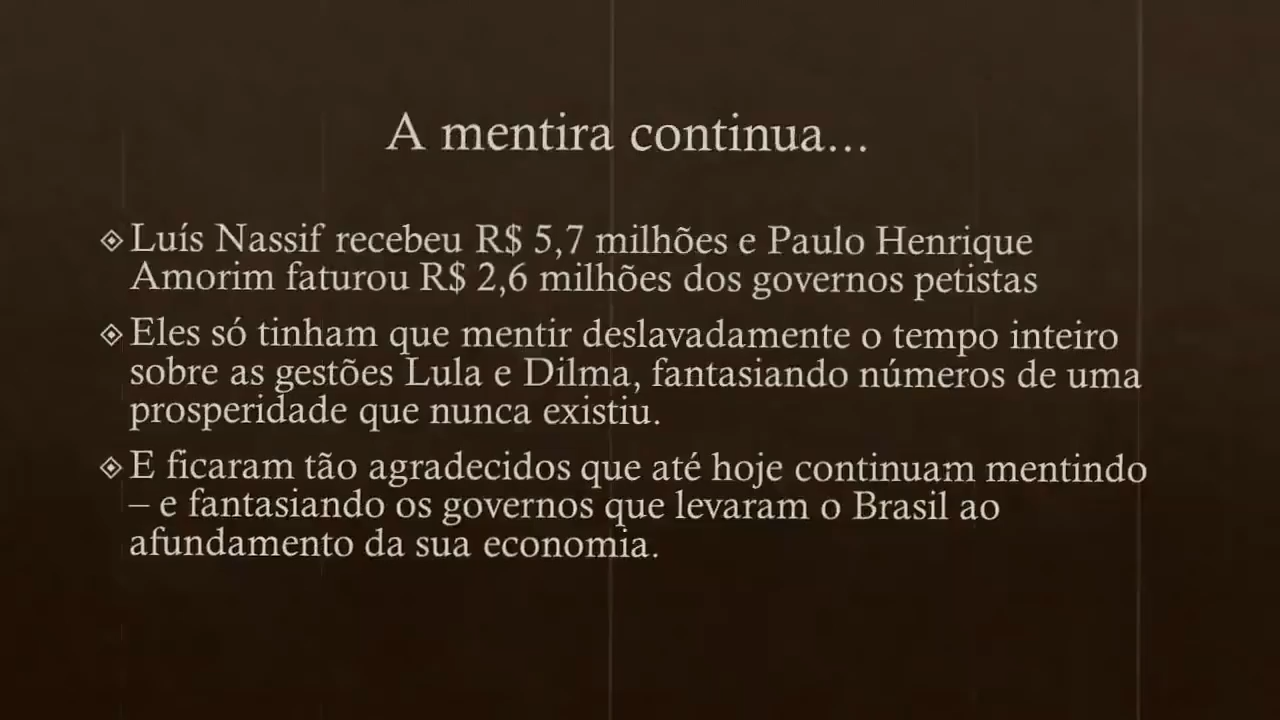 A mentira continua...
Luís Nassif recebeu R$ 5,7 milhões e Paulo Henrique
Amorim faturou R$ 2,6 milhões dos governos petistas
Eles só tinham que mentir deslavadamente o tempo inteiro
sobre as gestões Lula e Dilma, fantasiando números de uma
prosperidade que nunca existiu.
E ficaram tão agradecidos que até hoje continuam mentindo
– e fantasiando os governos que levaram o Brasil ao
afundamento da sua economia.